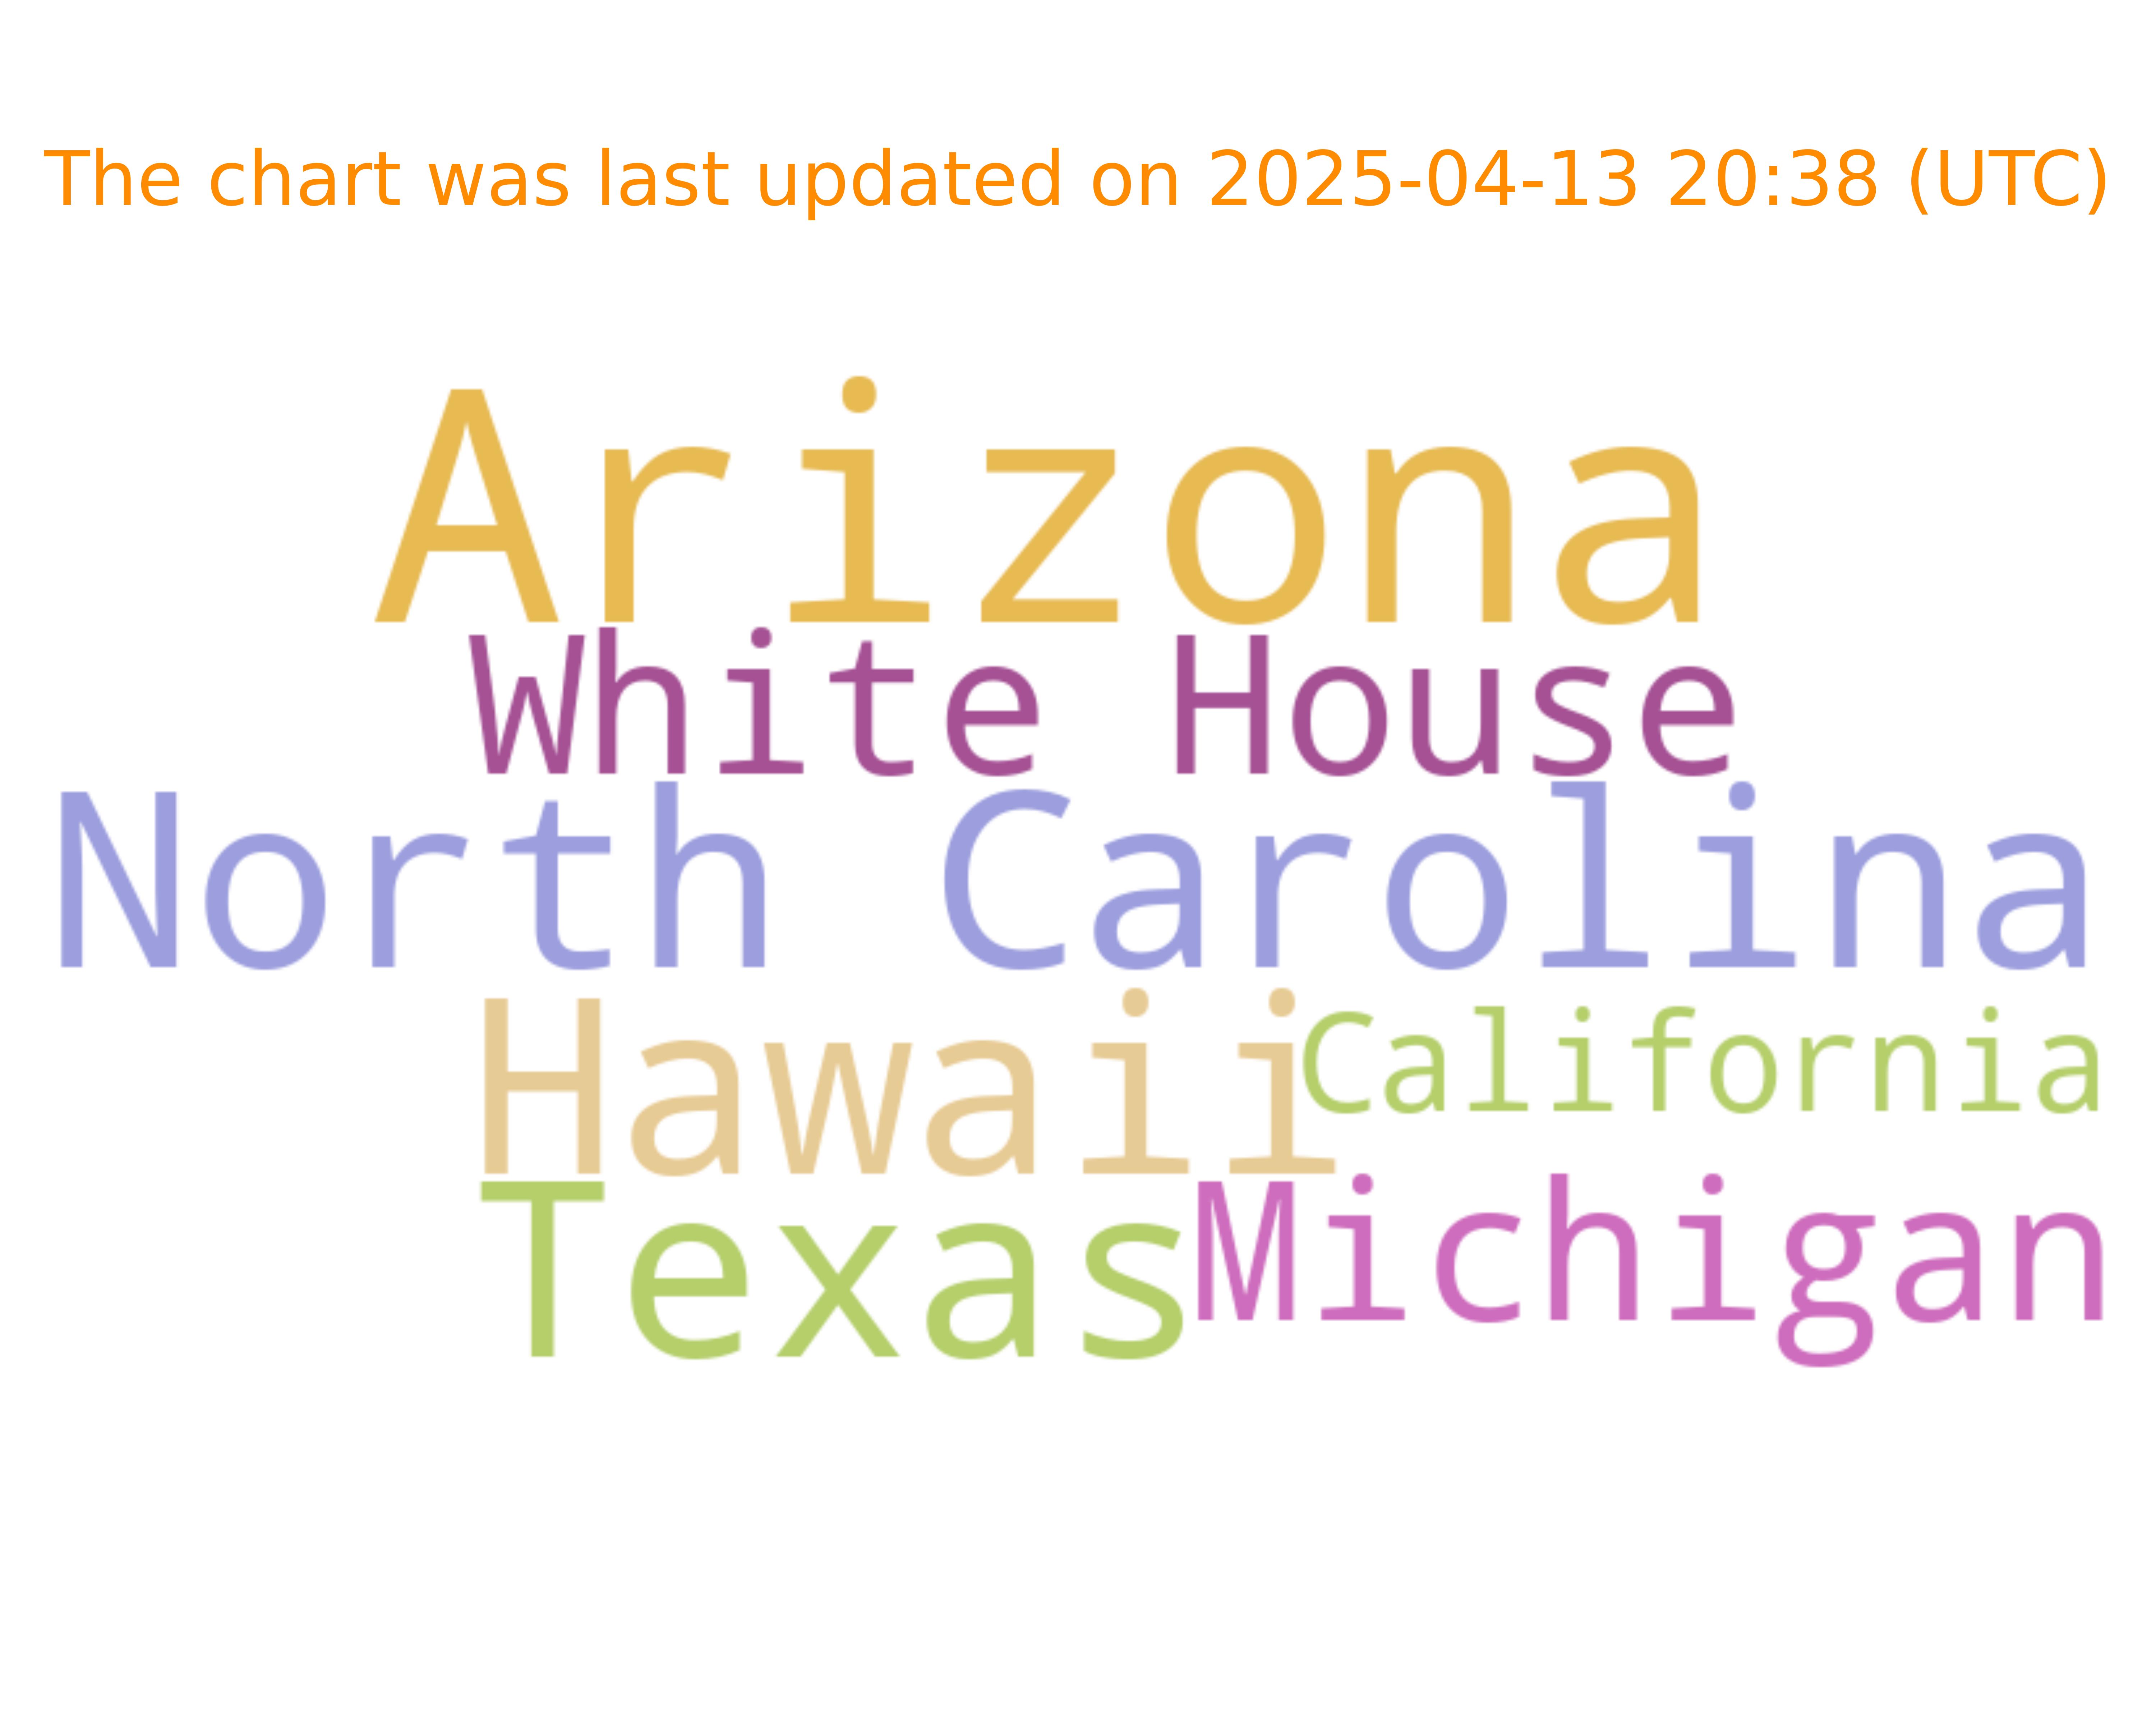 The chart was last updated on 2025-04-13 20:38 (UTC)
Arizona
White House
North Carolina
Hawaii California
Texas Michigan